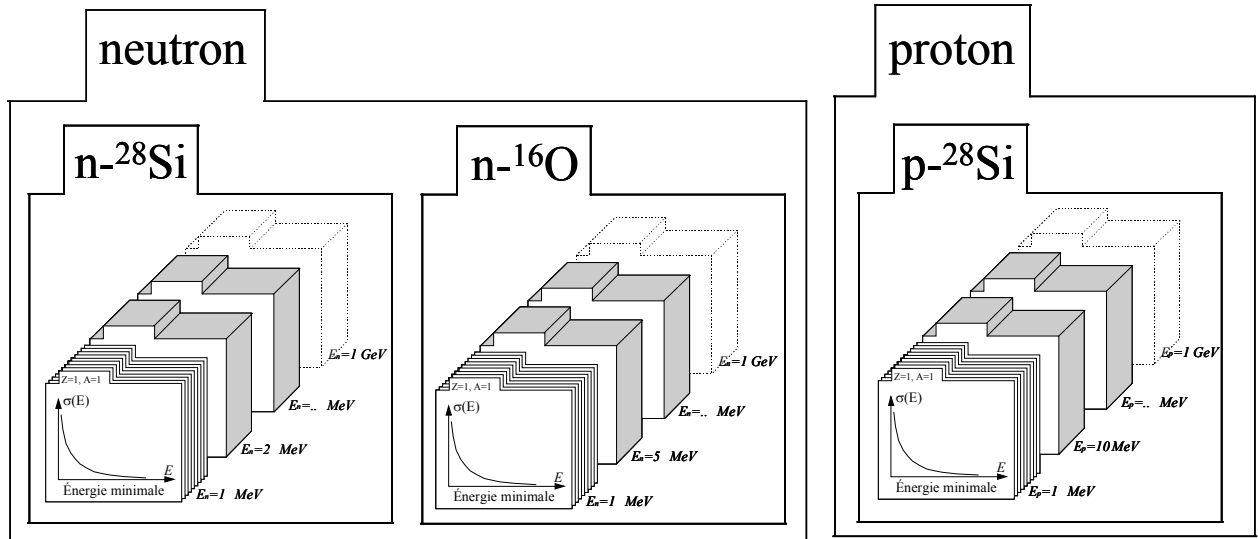 neutron
n-²⁸Si
Eₙ=1 GeV
Eₙ=.. MeV
Eₙ=2 MeV
Eₙ=1 MeV
Z=1, A=1
σ(E)
E
Énergie minimale
n-¹⁶O
Eₙ=1 GeV
Eₙ=.. MeV
Eₙ=5 MeV
Eₙ=1 MeV
Z=1, A=1
σ(E)
E
Énergie minimale
proton
p-²⁸Si
Eₚ=1 GeV
Eₚ=.. MeV
Eₚ=10 MeV
Eₚ=1 MeV
Z=1, A=1
σ(E)
E
Énergie minimale